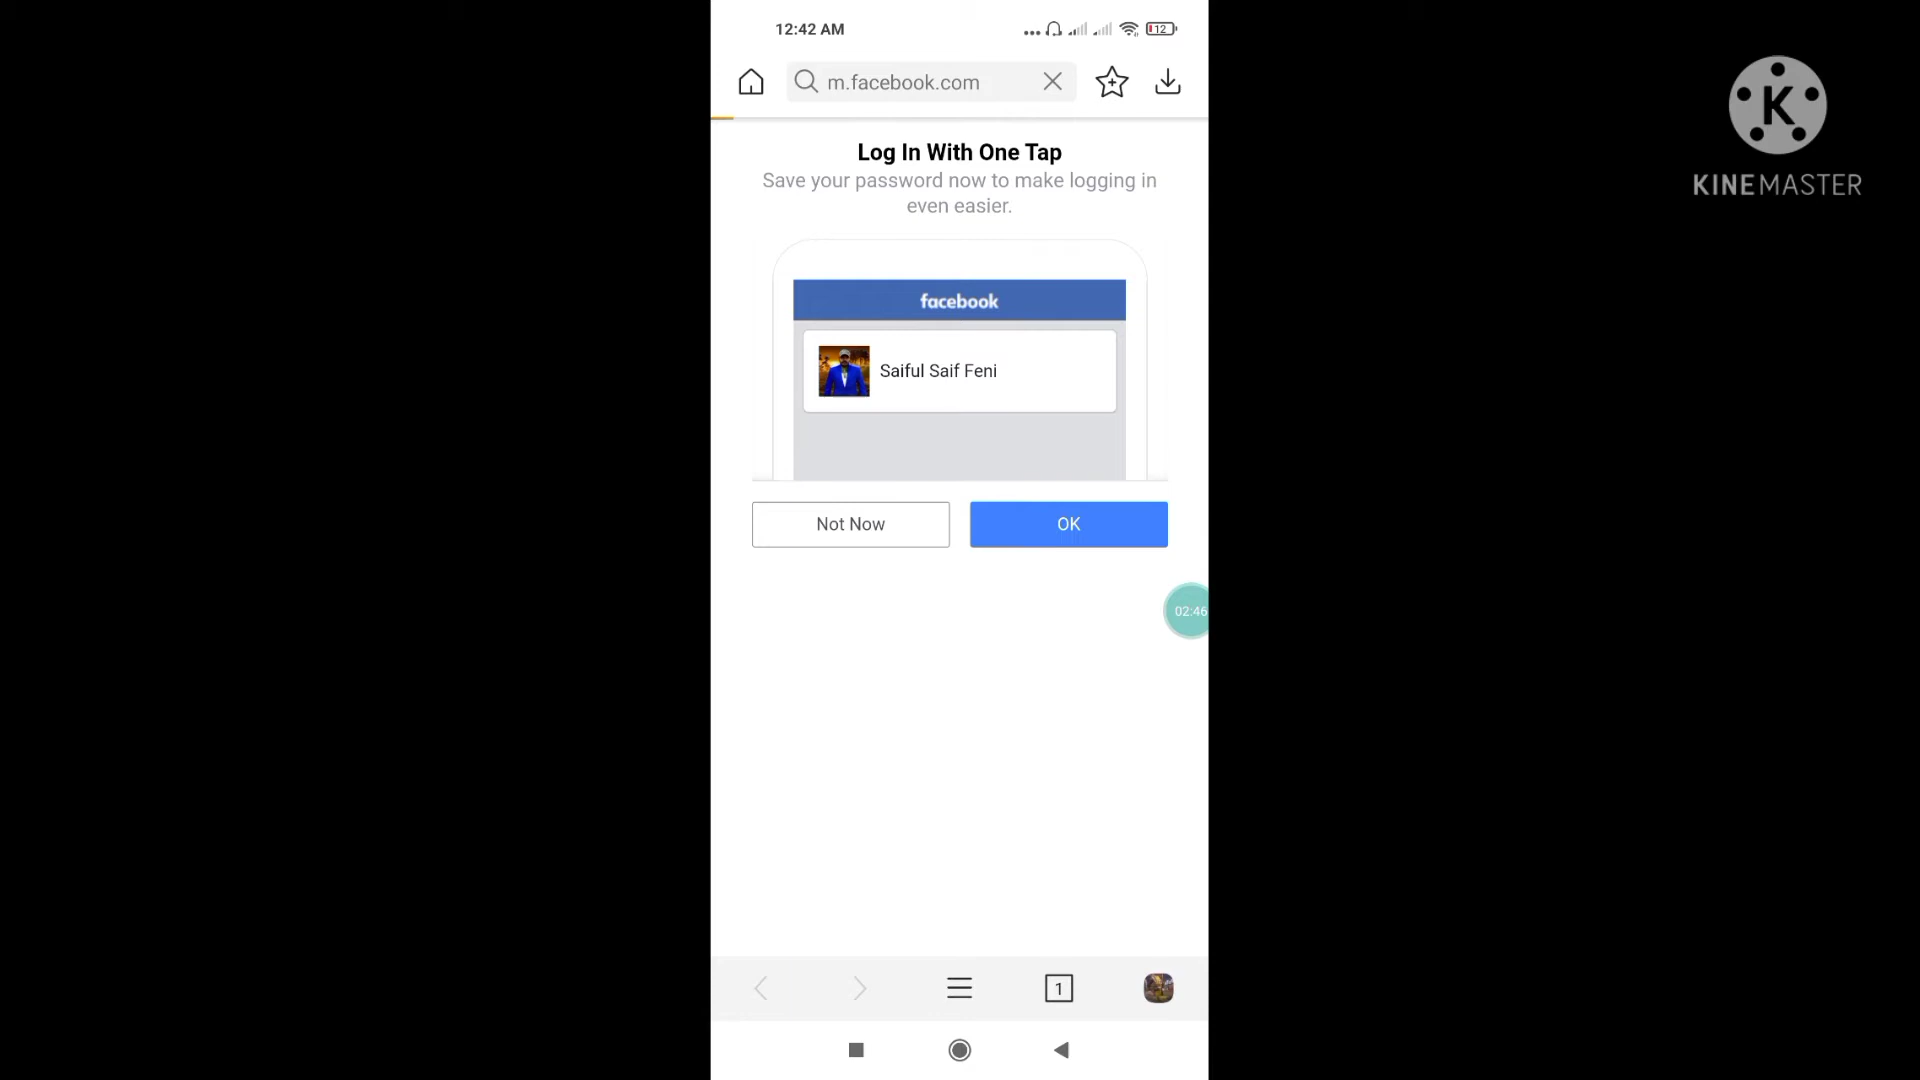 12:42 AM
12
m.facebook.com
K
KINEMASTER
Log In With One Tap
Save your password now to make logging in
even easier.
facebook
Saiful Saif Feni
Not Now
OK
02:46
1